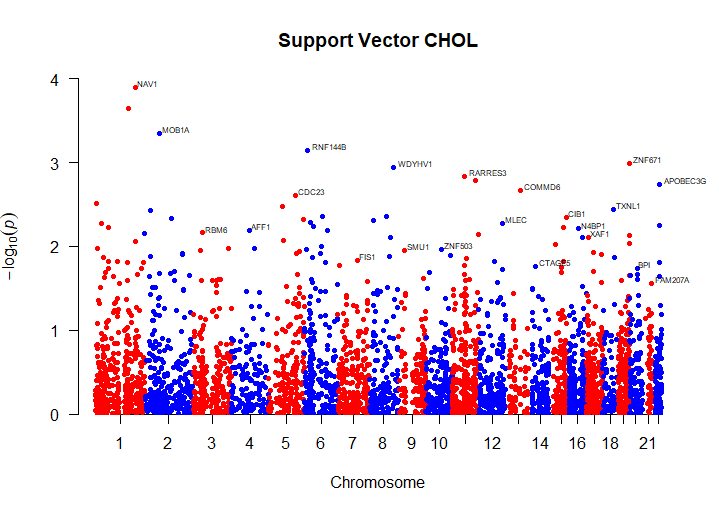 Support Vector CHOL
−log10(p)
4
3
2
1
0
NAV1
MOB1A
RNF144B
WDYHV1
ZNF671
RARRES3
APOBEC3G
COMMD6
CDC23
TXNL1
CIB1
MLEC
N4BP1
XAF1
RBM6
AFF1
SMU1
ZNF503
FIS1
CTAGE5
BPI
FAM207A
1 2 3 4 5 6 7 8 9 10 12 14 16 18 21
Chromosome